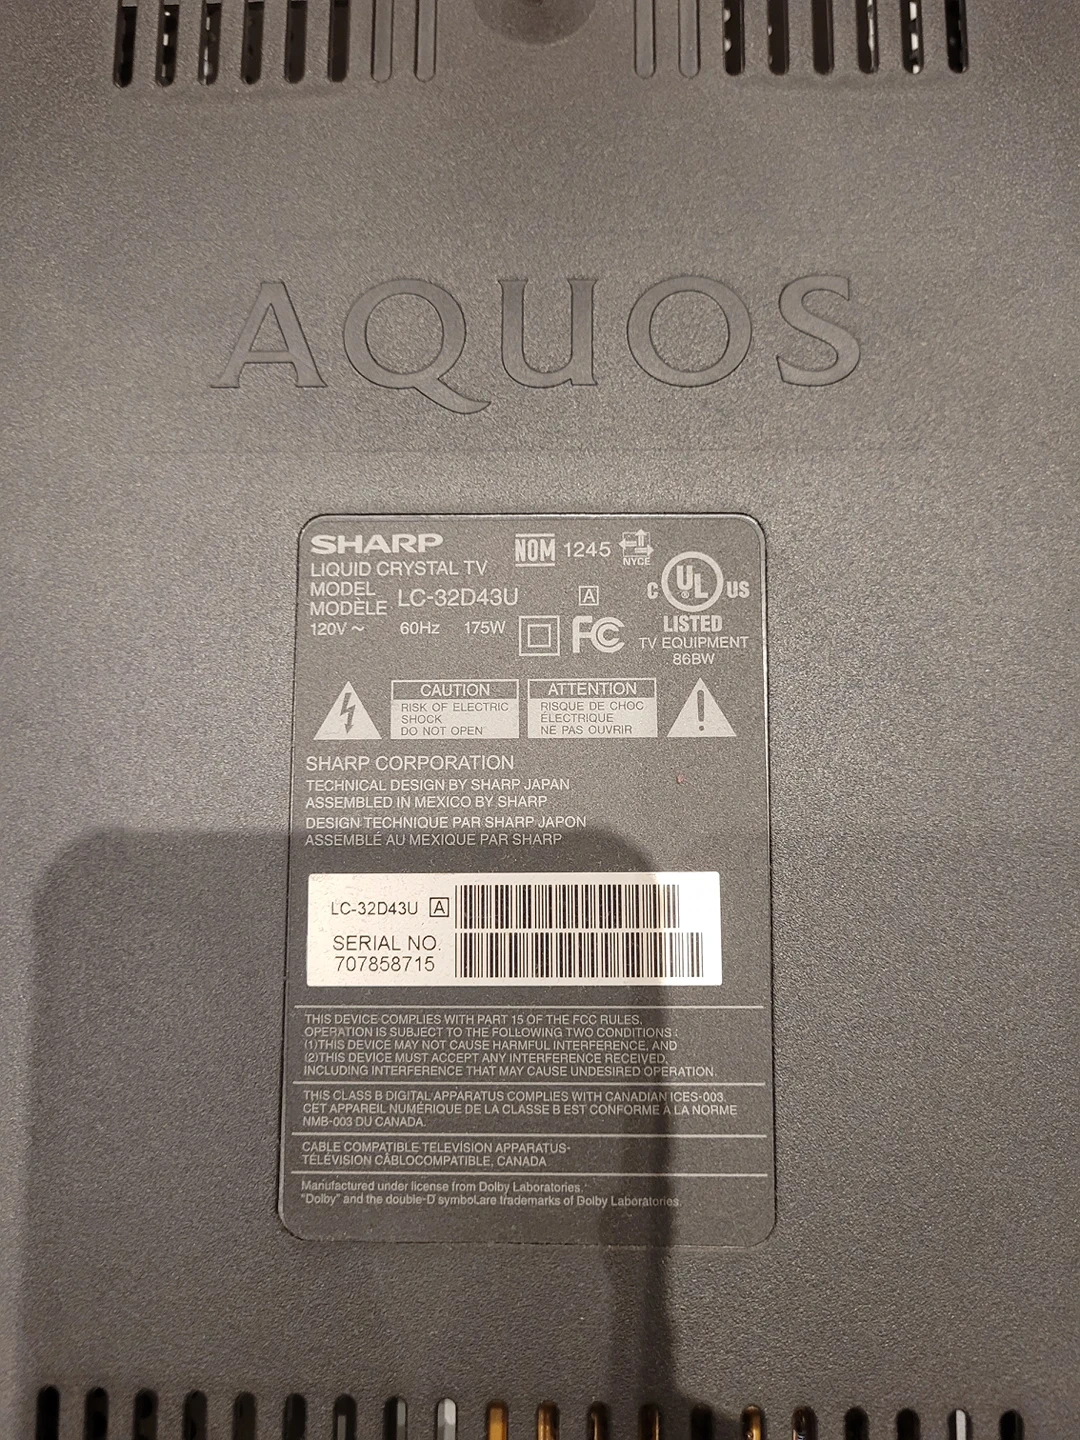 AQUOS
SHARP
NOM 1245 NYCE
LIQUID CRYSTAL TV
MODEL
MODÈLE LC-32D43U A
120V ~ 60Hz 175W FC
C UL US
LISTED
TV EQUIPMENT
86BW
CAUTION
RISK OF ELECTRIC
SHOCK
DO NOT OPEN
ATTENTION
RISQUE DE CHOC
ÉLECTRIQUE
NE PAS OUVRIR
SHARP CORPORATION
TECHNICAL DESIGN BY SHARP JAPAN
ASSEMBLED IN MEXICO BY SHARP
DESIGN TECHNIQUE PAR SHARP JAPON
ASSEMBLÉ AU MEXIQUE PAR SHARP
LC-32D43U A
SERIAL NO.
707858715
THIS DEVICE COMPLIES WITH PART 15 OF THE FCC RULES.
OPERATION IS SUBJECT TO THE FOLLOWING TWO CONDITIONS :
(1)THIS DEVICE MAY NOT CAUSE HARMFUL INTERFERENCE, AND
(2)THIS DEVICE MUST ACCEPT ANY INTERFERENCE RECEIVED,
INCLUDING INTERFERENCE THAT MAY CAUSE UNDESIRED OPERATION.
THIS CLASS B DIGITAL APPARATUS COMPLIES WITH CANADIAN ICES-003.
CET APPAREIL NUMÉRIQUE DE LA CLASSE B EST CONFORME À LA NORME
NMB-003 DU CANADA.
CABLE COMPATIBLE TELEVISION APPARATUS-
TÉLÉVISION CÂBLOCOMPATIBLE, CANADA
Manufactured under license from Dolby Laboratories.
"Dolby" and the double-D symbol are trademarks of Dolby Laboratories.